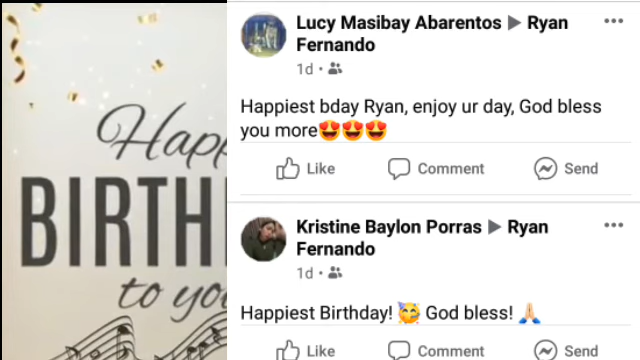 Happ
BIRTH
to you
Lucy Masibay Abarentos ▶ Ryan
Fernando
1d
Happiest bday Ryan, enjoy ur day, God bless
you more😍😍😍
Like Comment Send
Kristine Baylon Porras ▶ Ryan
Fernando
1d
Happiest Birthday! 🥳 God bless! 🙏🏻
Like Comment Send